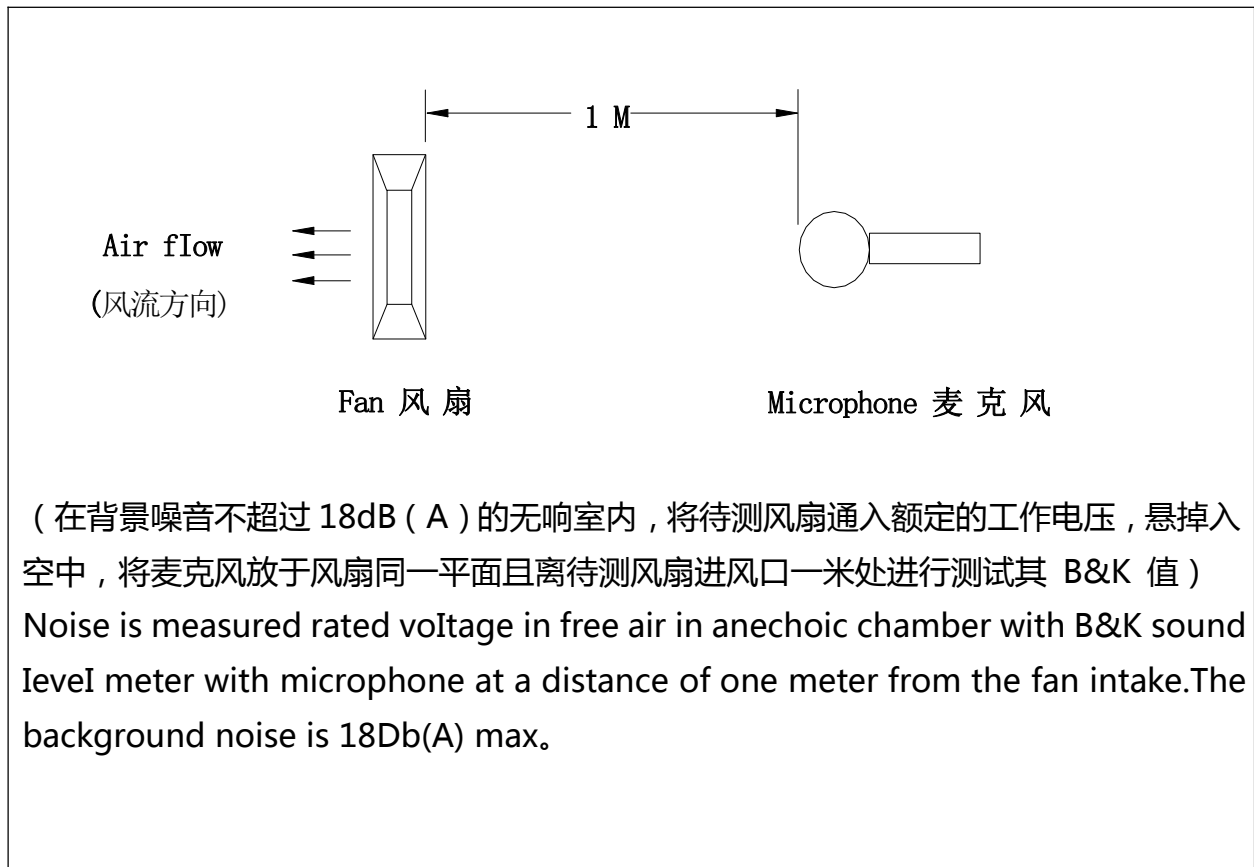 1 M
Air fIow
(风流方向)
Fan 风 扇
Microphone 麦 克 风
（在背景噪音不超过 18dB（A）的无响室内，将待测风扇通入额定的工作电压，悬掉入
空中，将麦克风放于风扇同一平面且离待测风扇进风口一米处进行测试其 B&K 值）
Noise is measured rated voItage in free air in anechoic chamber with B&K sound
IeveI meter with microphone at a distance of one meter from the fan intake.The
background noise is 18Db(A) max。